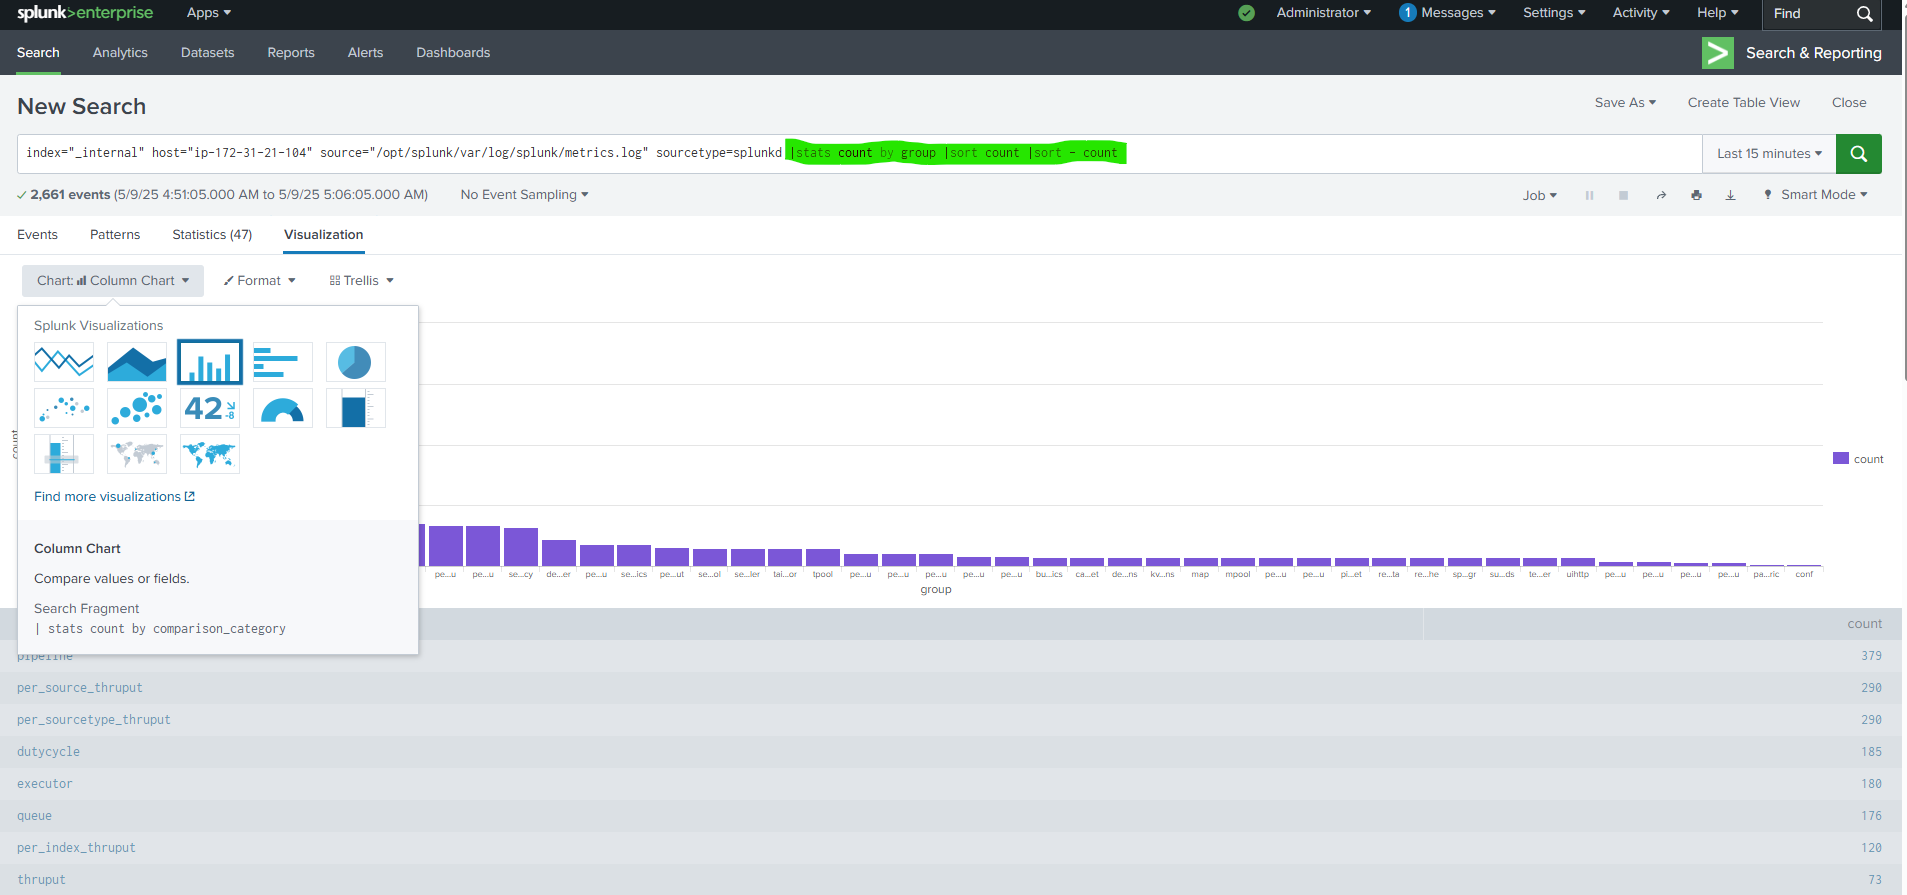 splunk>enterprise Apps Administrator 1 Messages Settings Activity Help Find
Search Analytics Datasets Reports Alerts Dashboards Search & Reporting
New Search
Save As Create Table View Close
index="_internal" host="ip-172-31-21-104" source="/opt/splunk/var/log/splunk/metrics.log" sourcetype=splunkd |stats count by group |sort count |sort - count
Last 15 minutes
2,661 events (5/9/25 4:51:05.000 AM to 5/9/25 5:06:05.000 AM) No Event Sampling Job Smart Mode
Events Patterns Statistics (47) Visualization
Chart: Column Chart Format Trellis
Splunk Visualizations
42 -8
Find more visualizations
Column Chart
Compare values or fields.
Search Fragment
| stats count by comparison_category
count
count
pe...u pe...u se...cy de...er pe...u se...ics pe...ut se...ol se...ler tai...or tpool pe...u pe...u pe...u pe...u pe...u bu...ics ca...et de...ns kv...ns map mpool pe...u pe...u pi...et re...ta re...he sp...gr su...ds te...er uihttp pe...u pe...u pe...u pe...u pa...ric conf
group
count
pipeline 379
per_source_thruput 290
per_sourcetype_thruput 290
dutycycle 185
executor 180
queue 176
per_index_thruput 120
thruput 73